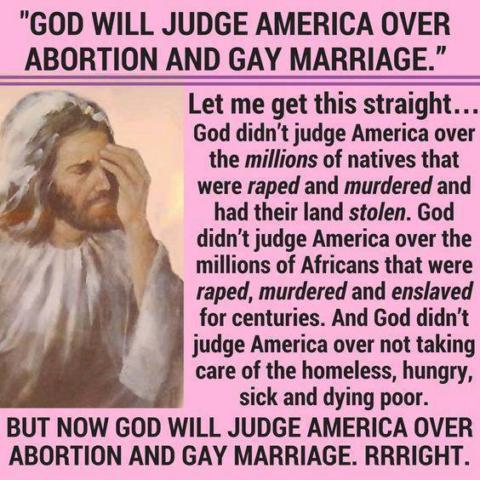 "GOD WILL JUDGE AMERICA OVER
ABORTION AND GAY MARRIAGE."
Let me get this straight...
God didn't judge America over
the millions of natives that
were raped and murdered and
had their land stolen. God
didn't judge America over the
millions of Africans that were
raped, murdered and enslaved
for centuries. And God didn't
judge America over not taking
care of the homeless, hungry,
sick and dying poor.
BUT NOW GOD WILL JUDGE AMERICA OVER
ABORTION AND GAY MARRIAGE. RRRIGHT.